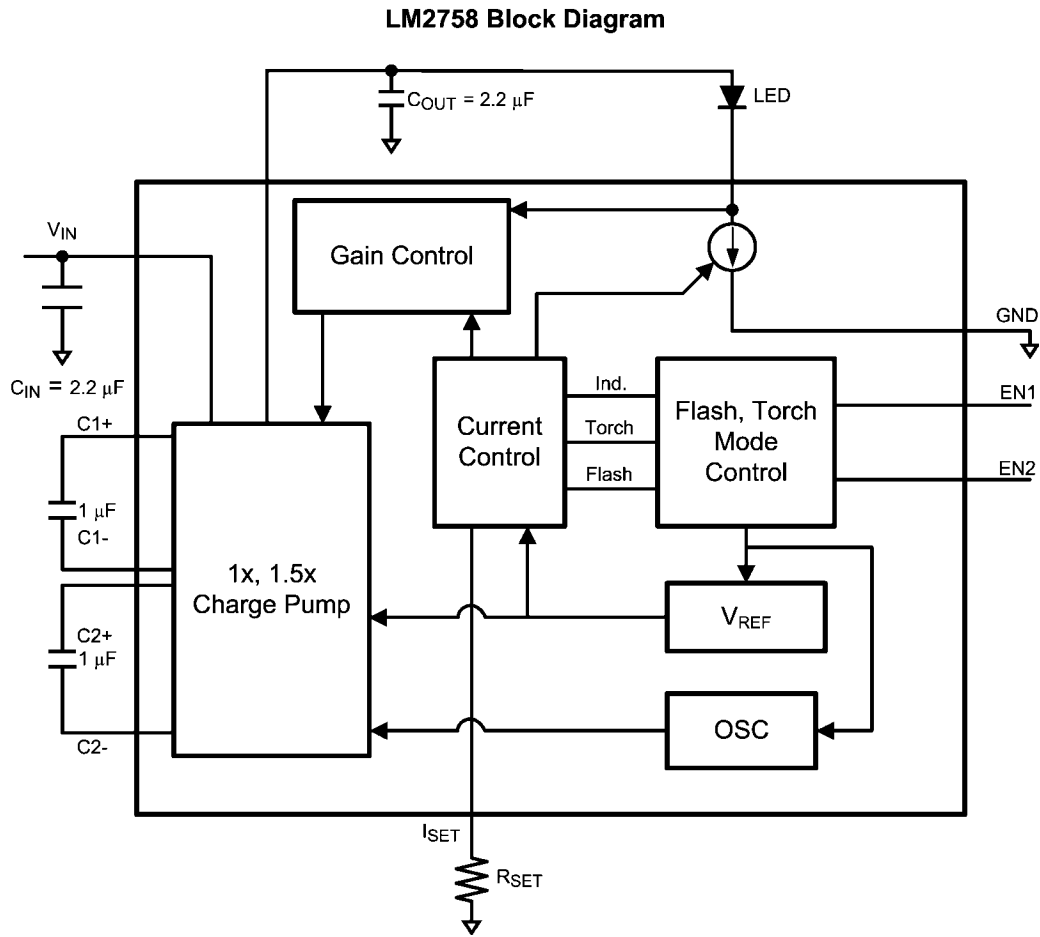 LM2758 Block Diagram
COUT = 2.2 μF
LED
VIN
Gain Control
GND
CIN = 2.2 μF
Current
Control
Ind.
Torch
Flash
Flash, Torch
Mode
Control
EN1
EN2
C1+
1 μF
C1-
1x, 1.5x
Charge Pump
C2+
1 μF
C2-
VREF
OSC
ISET
RSET